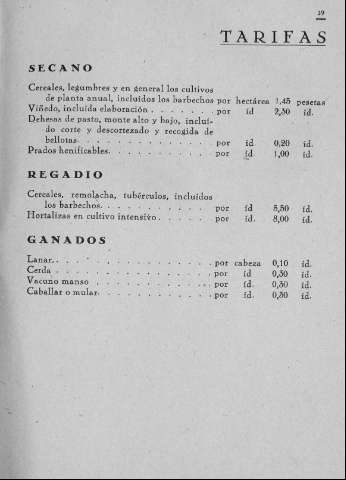 19
TARIFAS
SECANO
Cereales, legumbres y en general los cultivos
de planta anual, incluídos los barbechos por hectárea 1,45 pesetas
Viñedo, incluída elaboración . . . . . . . por id 2,50 id.
Dehesas de pasto, monte alto y bajo, incluí-
do corte y descortezado y recogida de
bellotas. . . . . . . . . . . . . por id 0,20 id.
Prados henificables. . . . . . . . . . por id 1,00 id.
REGADIO
Cereales, remolacha, tubérculos, incluídos
los barbechos. . . . . . . . . . . por id 5,50 id.
Hortalizas en cultivo intensivo . . . . . . por id. 8,00 id.
GANADOS
Lanar. . . . . . . . . . . . . . . por cabeza 0,10 id.
Cerda . . . . . . . . . . . . . . . por id 0,50 id.
Vacuno manso . . . . . . . . . . . por id. 0,50 id.
Caballar o mular. . . . . . . . . . . por id. 0,50 id.